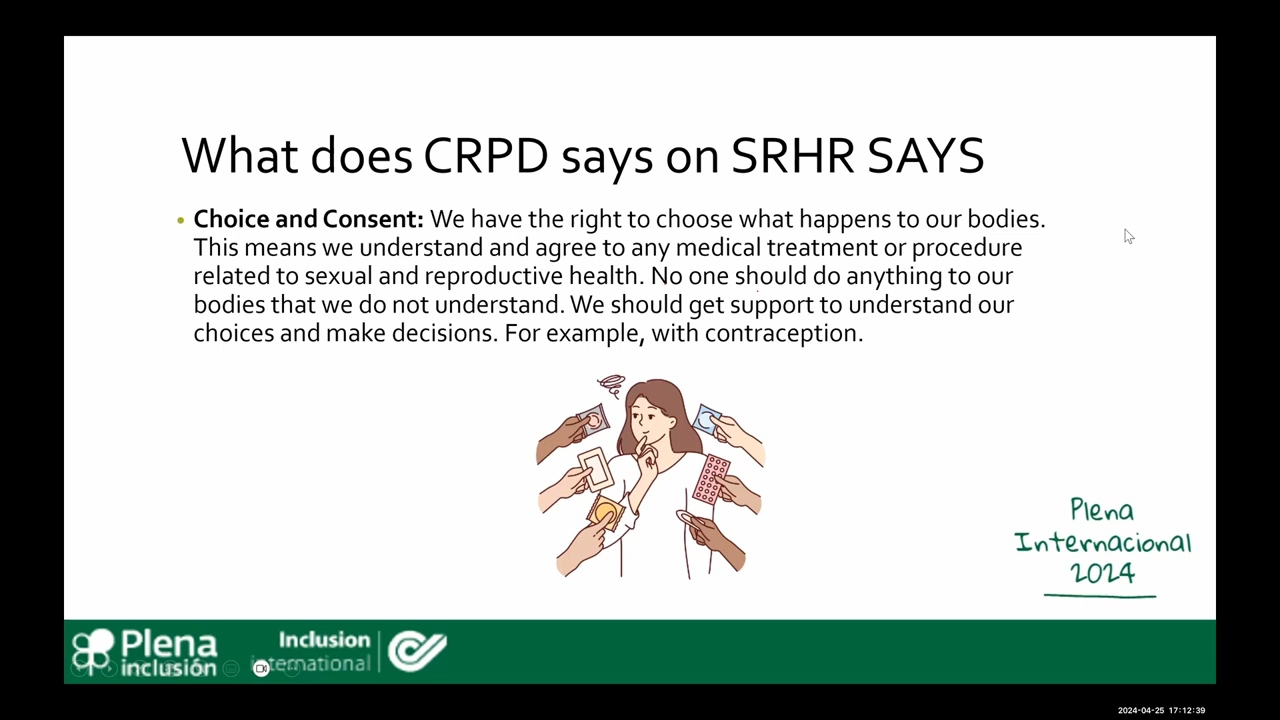 What does CRPD says on SRHR SAYS
• Choice and Consent: We have the right to choose what happens to our bodies.
This means we understand and agree to any medical treatment or procedure
related to sexual and reproductive health. No one should do anything to our
bodies that we do not understand. We should get support to understand our
choices and make decisions. For example, with contraception.
Plena
Internacional
2024
Plena
inclusión
Inclusion
international
2024-04-25 17:12:39